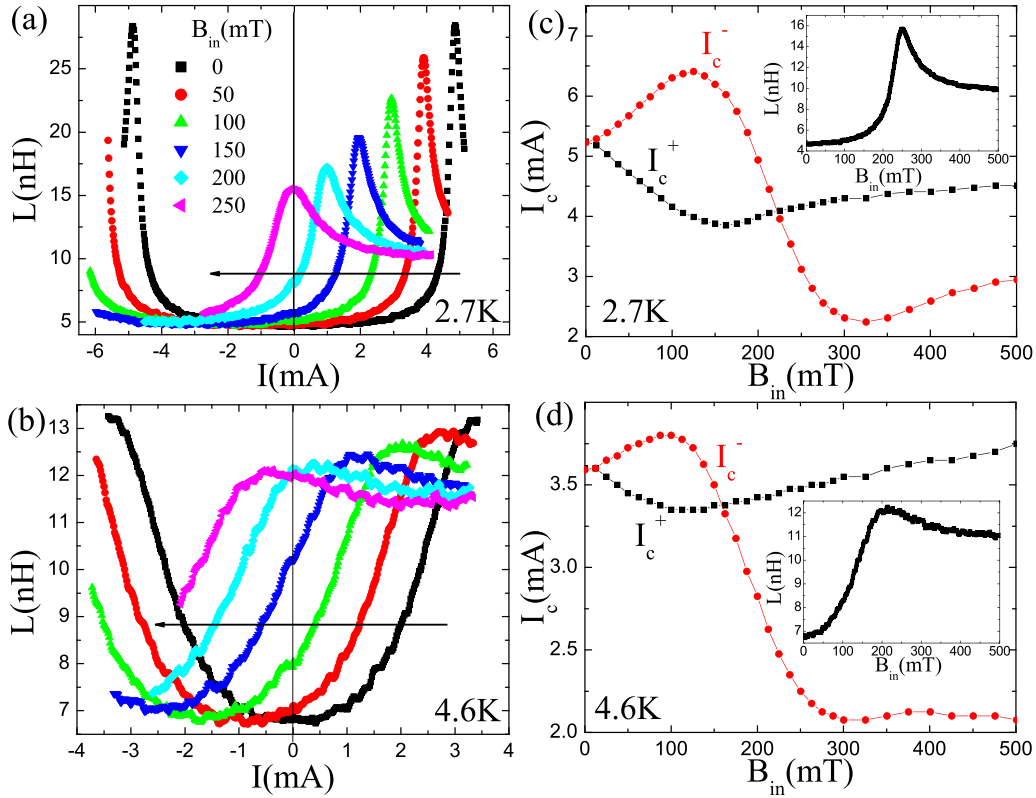 (a)
B_in(mT)
0
50
100
150
200
250
L(nH)
25
20
15
10
5
-6 -4 -2 0 2 4 6
I(mA)
2.7K
(b)
L(nH)
13
12
11
10
9
8
7
-4 -3 -2 -1 0 1 2 3 4
I(mA)
4.6K
(c)
I_c^-
I_c^+
I_c(mA)
7
6
5
4
3
2
0 100 200 300 400 500
B_in(mT)
2.7K
L(nH)
16
14
12
10
8
6
4
0 100 200 300 400 500
B_in(mT)
(d)
I_c^-
I_c^+
I_c(mA)
4.0
3.5
3.0
2.5
2.0
0 100 200 300 400 500
B_in(mT)
4.6K
L(nH)
12
11
10
9
8
7
0 100 200 300 400 500
B_in(mT)